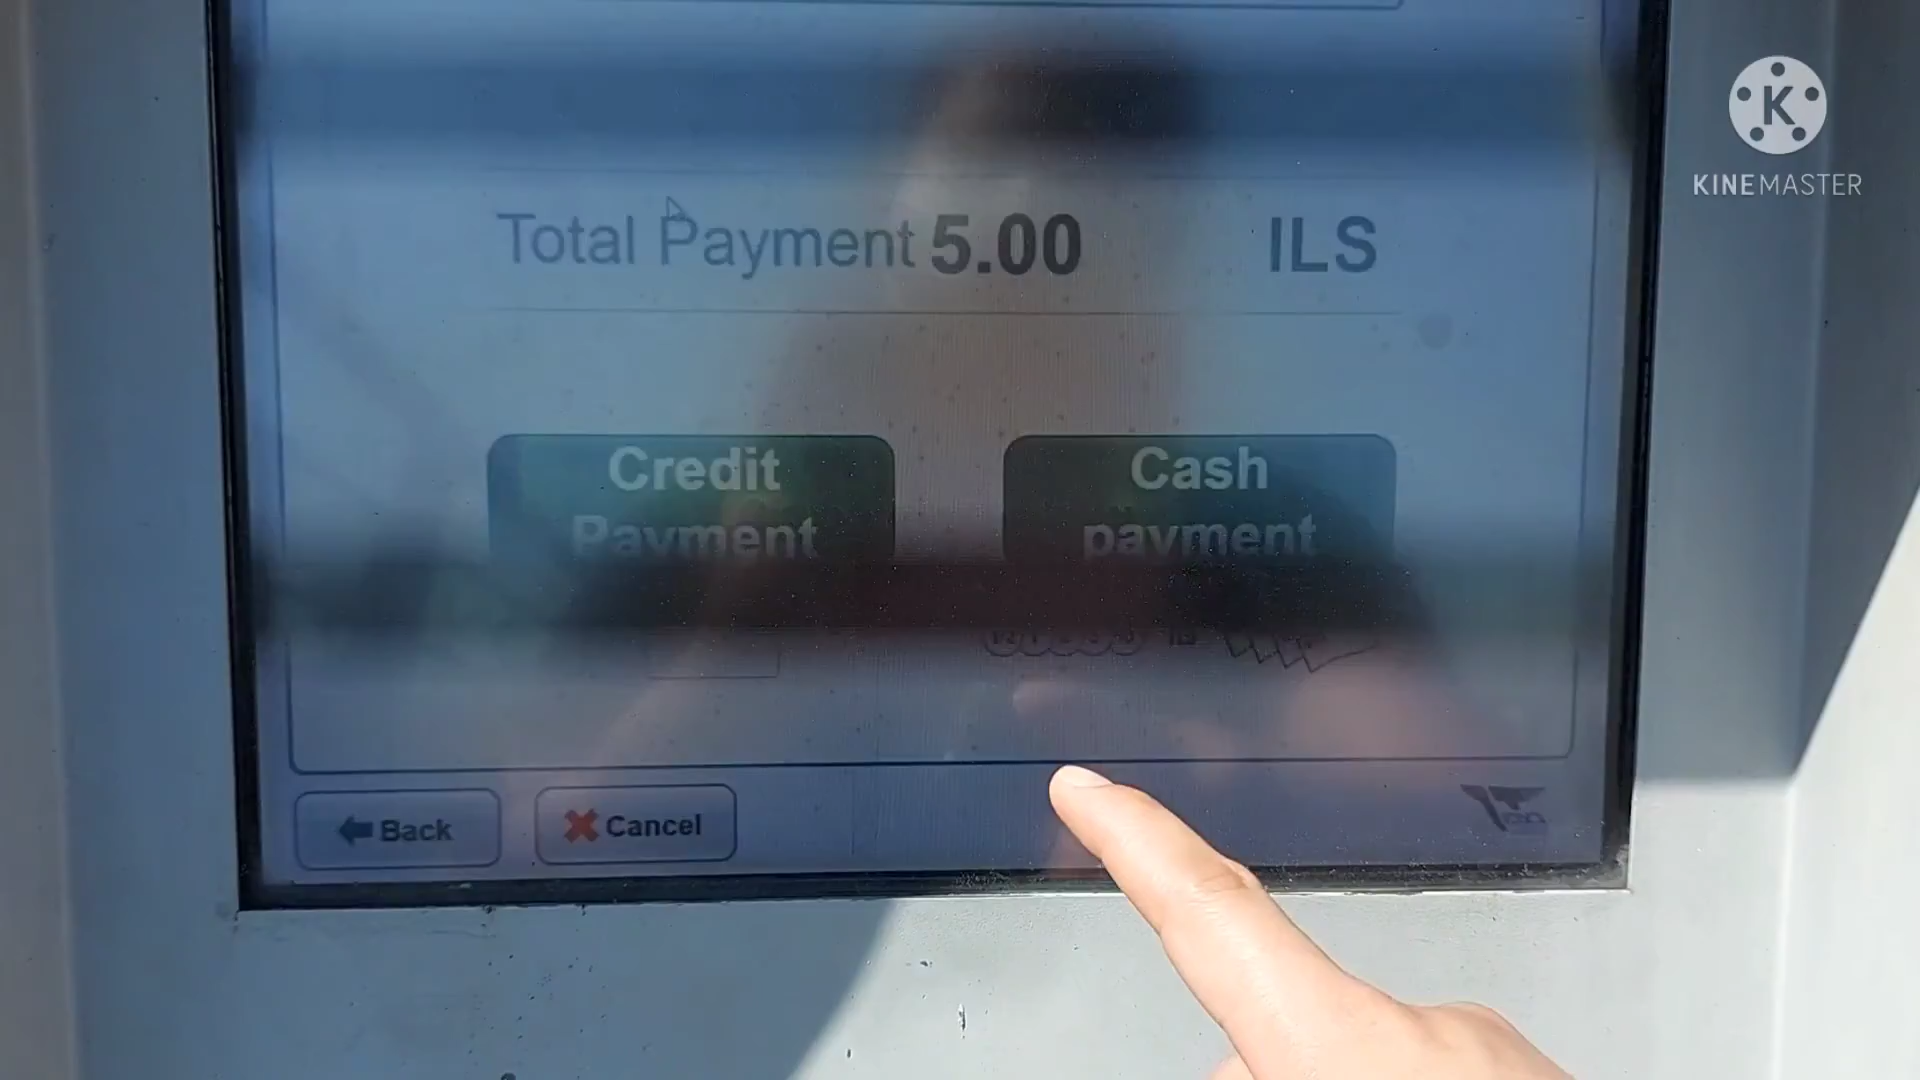 Total Payment 5.00 ILS
Credit
Payment
Cash
payment
Back
Cancel
K
KINEMASTER